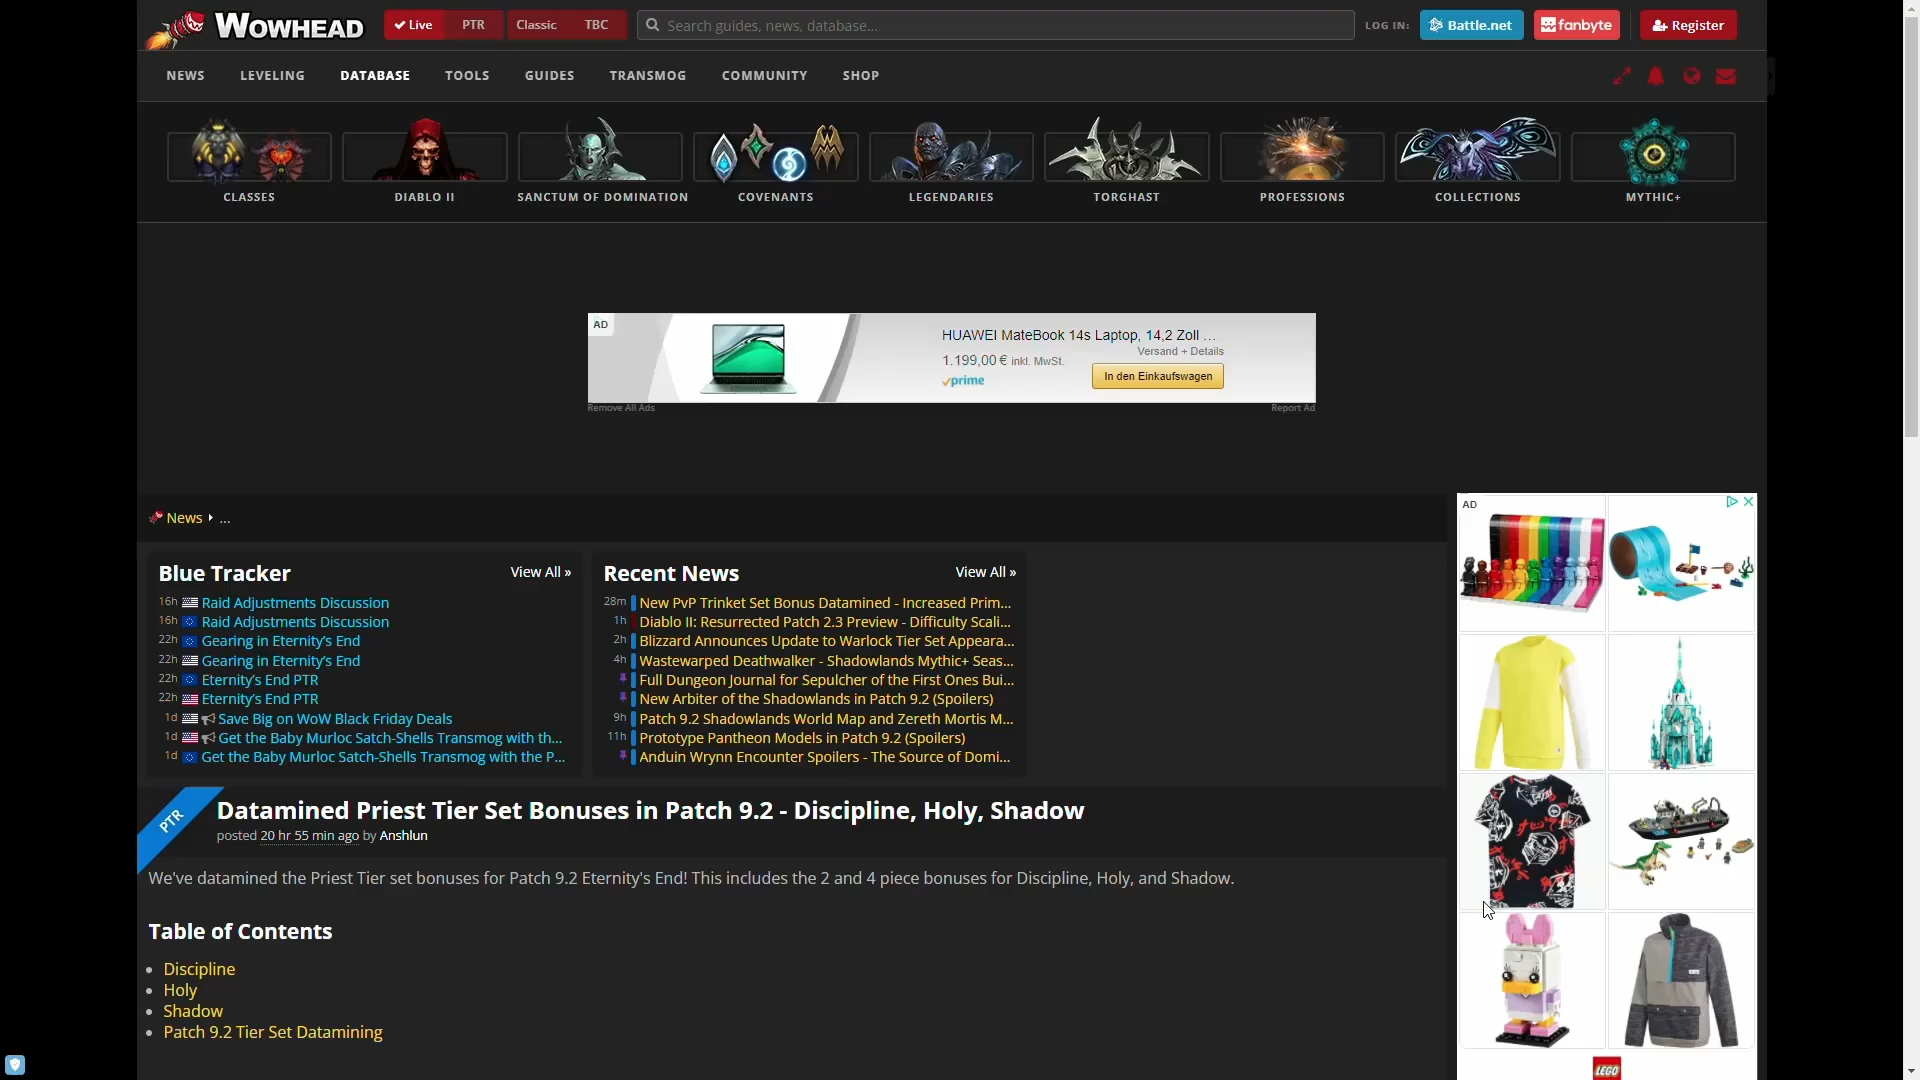 WOWHEAD
Live PTR Classic TBC
Search guides, news, database...
LOG IN: Battle.net fanbyte Register
NEWS LEVELING DATABASE TOOLS GUIDES TRANSMOG COMMUNITY SHOP
CLASSES DIABLO II SANCTUM OF DOMINATION COVENANTS LEGENDARIES TORGHAST PROFESSIONS COLLECTIONS MYTHIC+
AD
HUAWEI MateBook 14s Laptop, 14,2 Zoll ...
Versand + Details
1.199,00 € inkl. MwSt.
prime
In den Einkaufswagen
Remove All Ads Report Ad
News ...
AD
Blue Tracker View All »
16h Raid Adjustments Discussion
16h Raid Adjustments Discussion
22h Gearing in Eternity's End
22h Gearing in Eternity's End
22h Eternity's End PTR
22h Eternity's End PTR
1d Save Big on WoW Black Friday Deals
1d Get the Baby Murloc Satch-Shells Transmog with th...
1d Get the Baby Murloc Satch-Shells Transmog with the P...
Recent News View All »
28m New PvP Trinket Set Bonus Datamined - Increased Prim...
1h Diablo II: Resurrected Patch 2.3 Preview - Difficulty Scali...
2h Blizzard Announces Update to Warlock Tier Set Appeara...
4h Wastewarped Deathwalker - Shadowlands Mythic+ Seas...
Full Dungeon Journal for Sepulcher of the First Ones Bui...
New Arbiter of the Shadowlands in Patch 9.2 (Spoilers)
9h Patch 9.2 Shadowlands World Map and Zereth Mortis M...
11h Prototype Pantheon Models in Patch 9.2 (Spoilers)
Anduin Wrynn Encounter Spoilers - The Source of Domi...
PTR
Datamined Priest Tier Set Bonuses in Patch 9.2 - Discipline, Holy, Shadow
posted 20 hr 55 min ago by Anshlun
We've datamined the Priest Tier set bonuses for Patch 9.2 Eternity's End! This includes the 2 and 4 piece bonuses for Discipline, Holy, and Shadow.
Table of Contents
Discipline
Holy
Shadow
Patch 9.2 Tier Set Datamining
LEGO